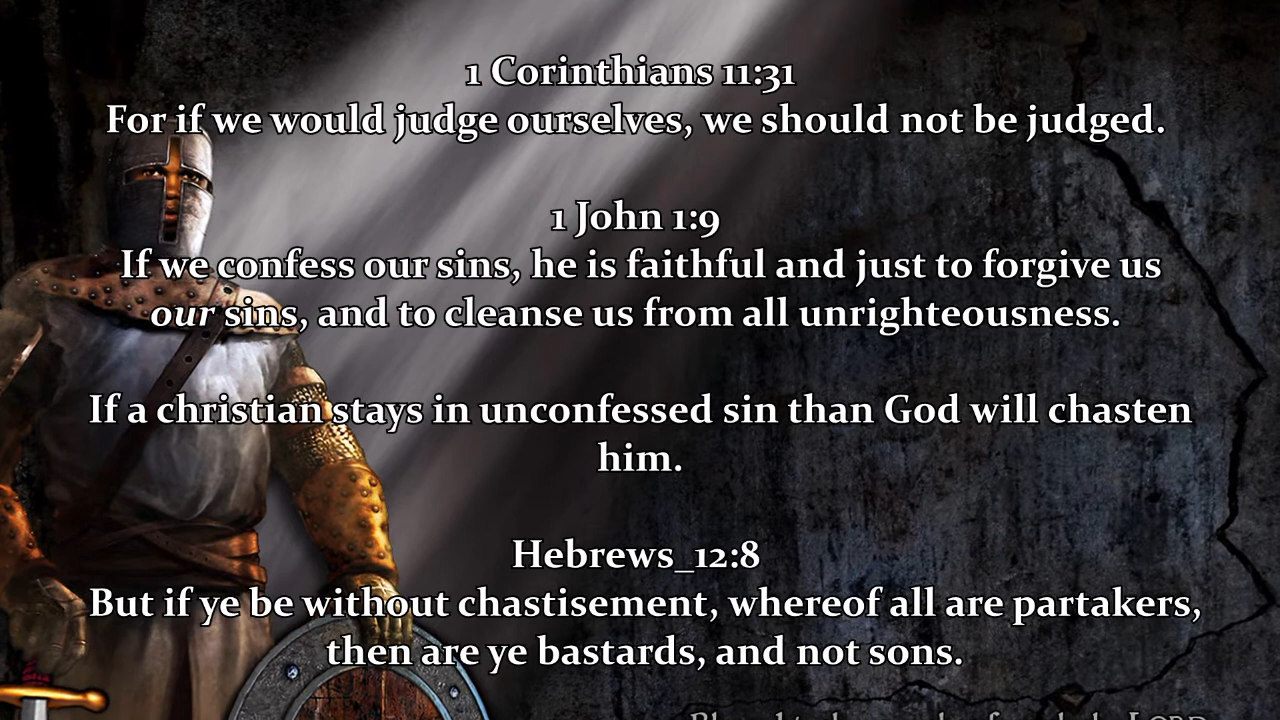 1 Corinthians 11:31
For if we would judge ourselves, we should not be judged.
1 John 1:9
If we confess our sins, he is faithful and just to forgive us
our sins, and to cleanse us from all unrighteousness.
If a christian stays in unconfessed sin than God will chasten
him.
Hebrews_12:8
But if ye be without chastisement, whereof all are partakers,
then are ye bastards, and not sons.